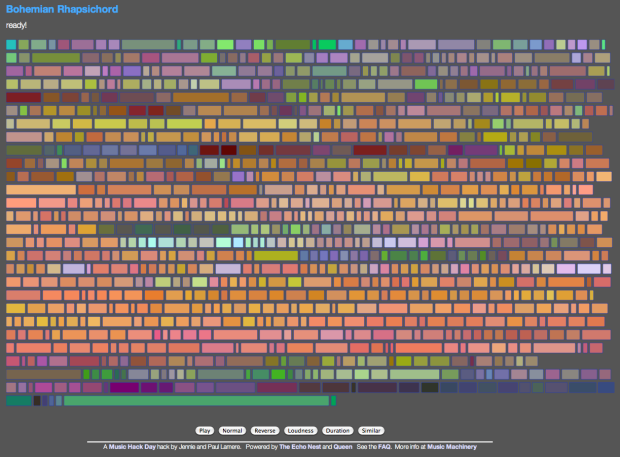 Bohemian Rhapsichord
ready!
Play Normal Reverse Loudness Duration Similar
A Music Hack Day hack by Jennie and Paul Lamere. Powered by The Echo Nest and Queen See the FAQ. More info at Music Machinery